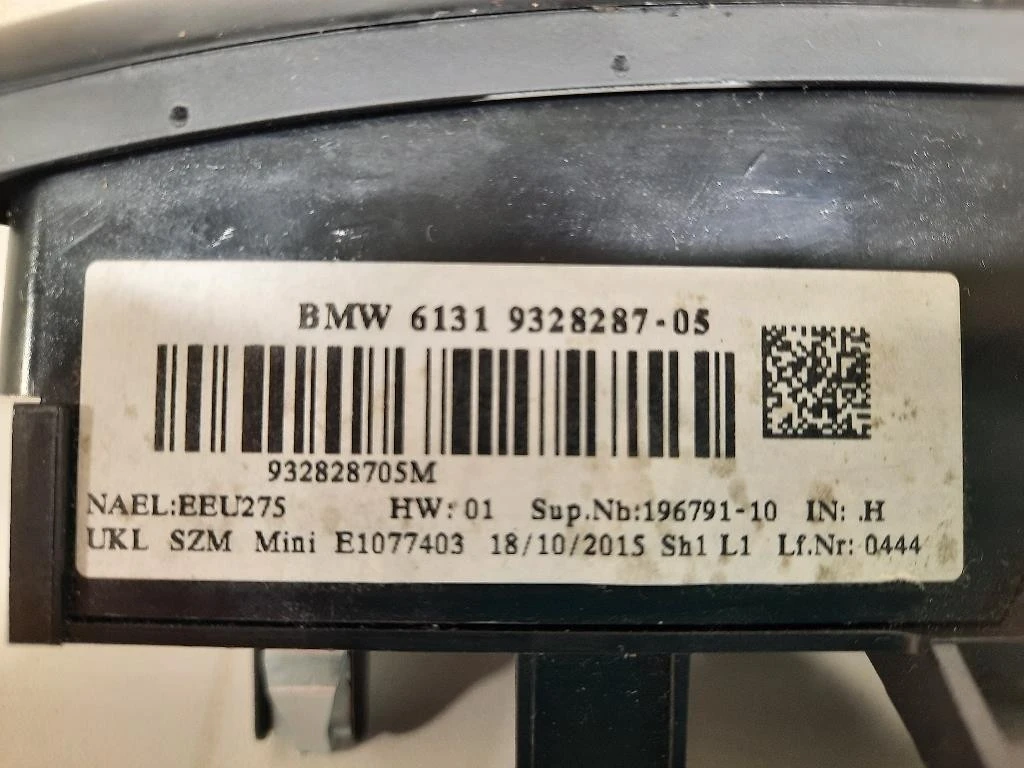 BMW 6131 9328287-05
932828705M
NAEL:EEU275 HW: 01 Sup.Nb:196791-10 IN: .H
UKL SZM Mini E1077403 18/10/2015 Sh1 L1 Lf.Nr: 0444